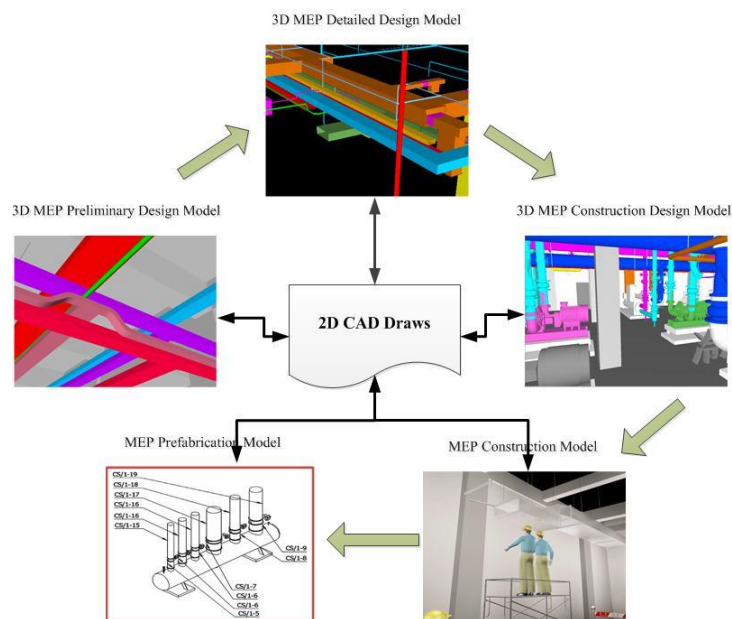 3D MEP Detailed Design Model
3D MEP Preliminary Design Model
3D MEP Construction Design Model
2D CAD Draws
MEP Prefabrication Model
MEP Construction Model
CS/1-19
CS/1-18
CS/1-17
CS/1-16
CS/1-16
CS/1-15
CS/1-9
CS/1-8
CS/1-7
CS/1-6
CS/1-6
CS/1-5
冷